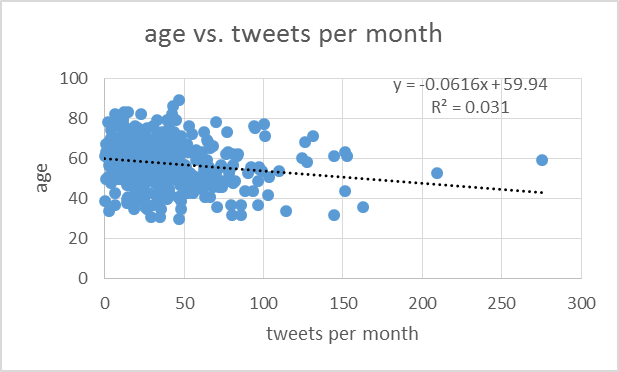 age vs. tweets per month
y = -0.0616x + 59.94
R² = 0.031
100
80
60
40
20
0
age
0 50 100 150 200 250 300
tweets per month